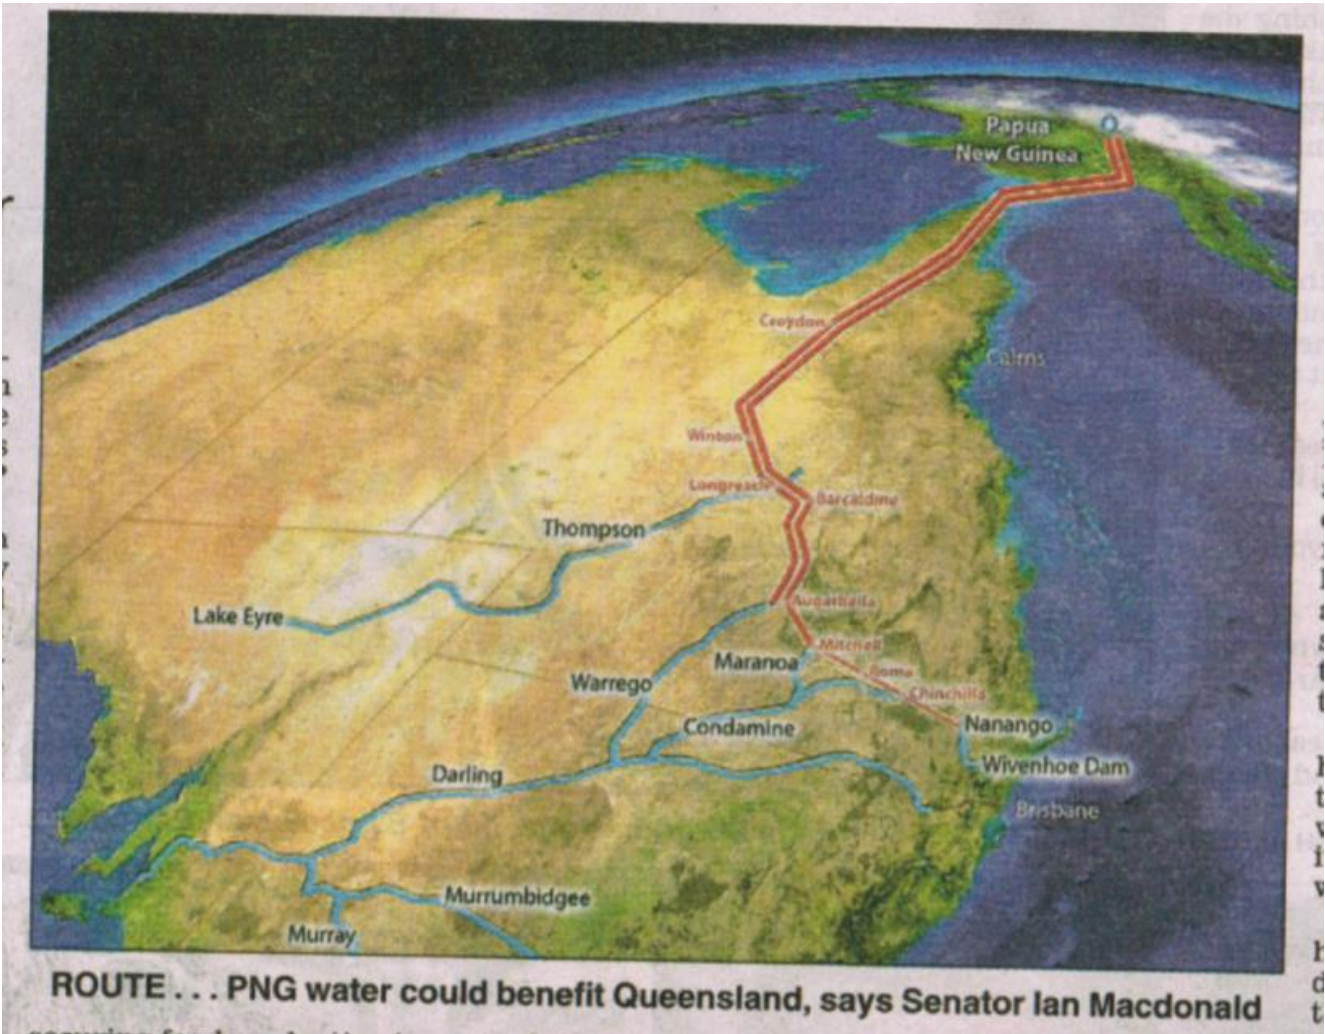 Papua
New Guinea
Croydon
Cairns
Winton
Longreach
Barcaldine
Thompson
Augathella
Lake Eyre
Mitchell
Maranoa
Roma
Warrego
Chinchilla
Nanango
Condamine
Wivenhoe Dam
Darling
Brisbane
Murrumbidgee
Murray
ROUTE . . . PNG water could benefit Queensland, says Senator Ian Macdonald